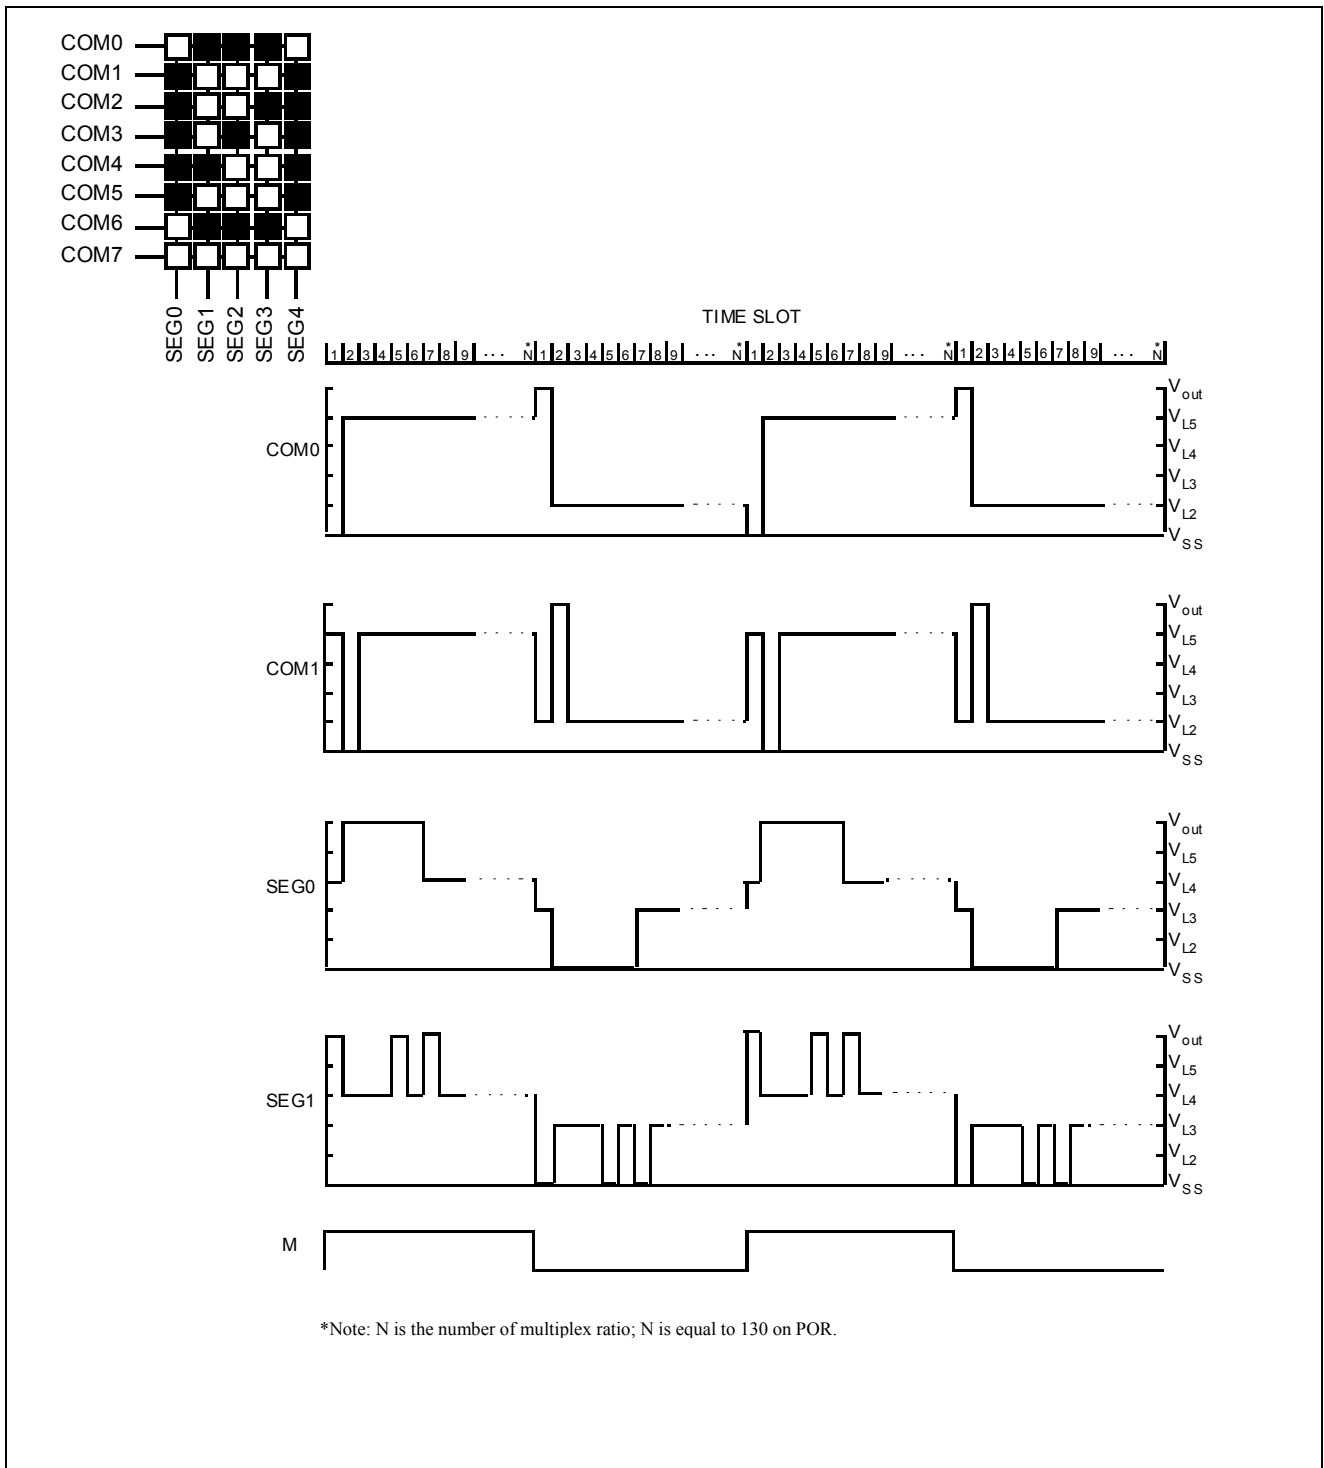 COM0
COM1
COM2
COM3
COM4
COM5
COM6
COM7
SEG0 SEG1 SEG2 SEG3 SEG4
TIME SLOT
1 2 3 4 5 6 7 8 9 ... *N 1 2 3 4 5 6 7 8 9 ... *N 1 2 3 4 5 6 7 8 9 ... *N 1 2 3 4 5 6 7 8 9 ... *N
COM0
Vout
VL5
VL4
VL3
VL2
VSS
COM1
Vout
VL5
VL4
VL3
VL2
VSS
SEG0
Vout
VL5
VL4
VL3
VL2
VSS
SEG1
Vout
VL5
VL4
VL3
VL2
VSS
M
*Note: N is the number of multiplex ratio; N is equal to 130 on POR.